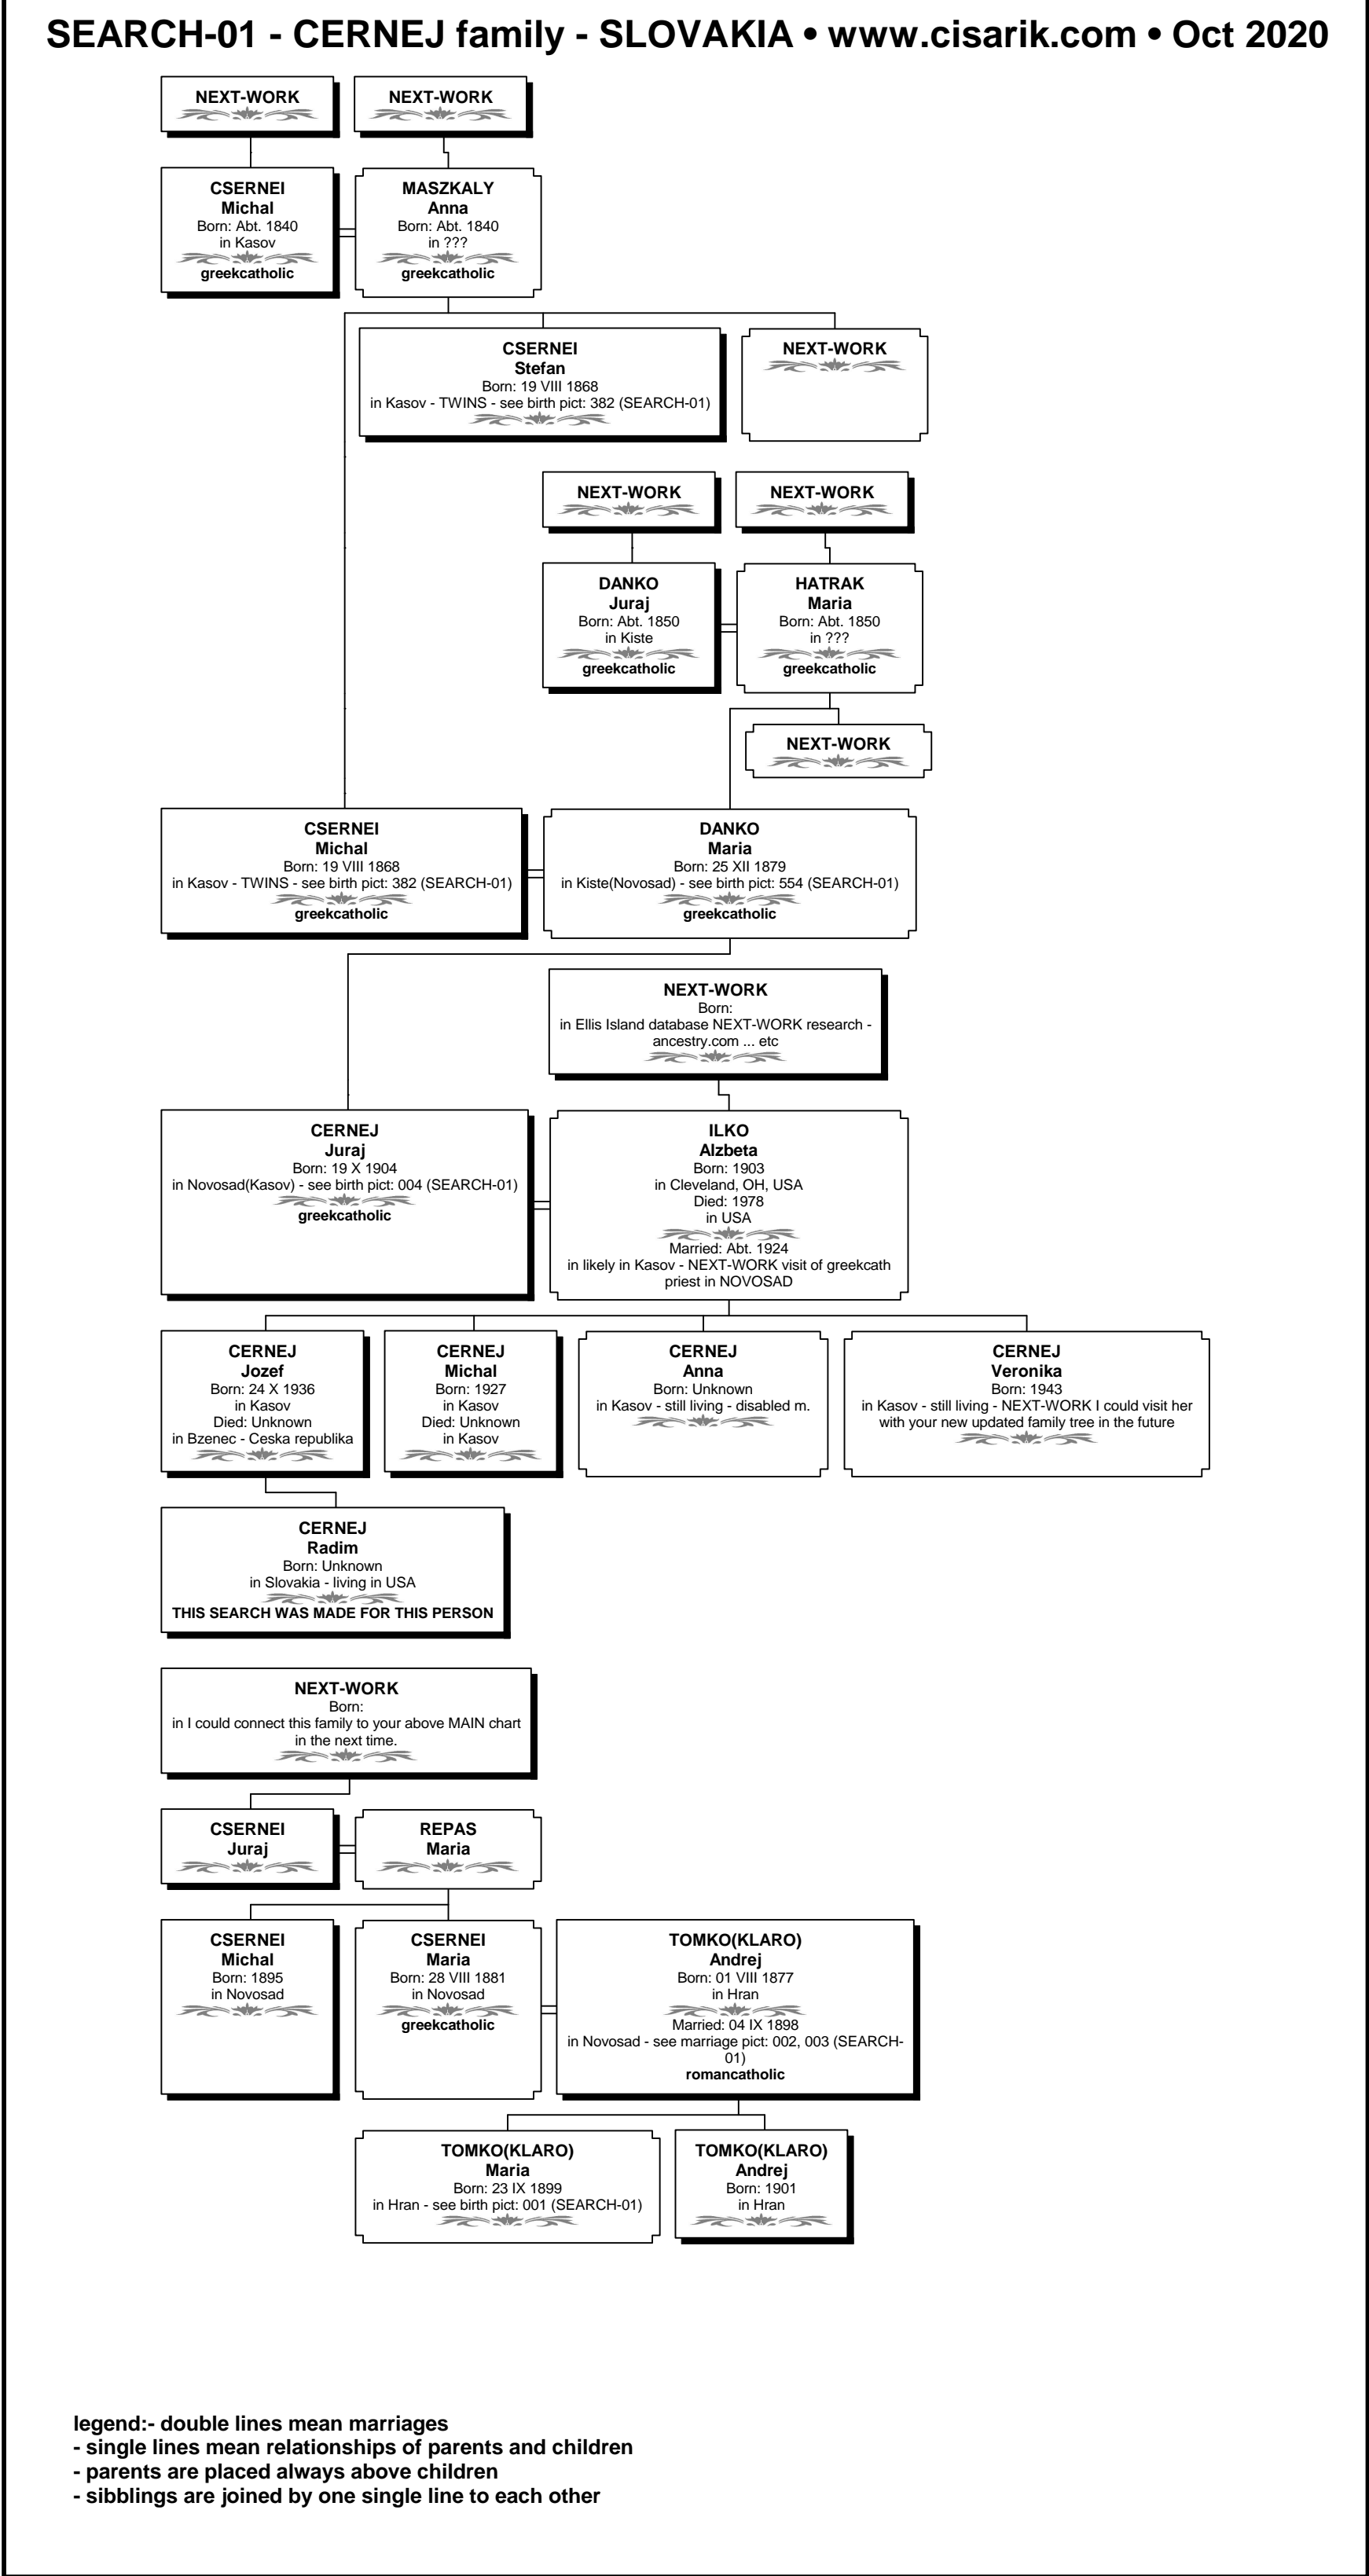 SEARCH-01 - CERNEJ family - SLOVAKIA • www.cisarik.com • Oct 2020
NEXT-WORK
NEXT-WORK
CSERNEI
Michal
Born: Abt. 1840
in Kasov
greekcatholic
MASZKALY
Anna
Born: Abt. 1840
in ???
greekcatholic
CSERNEI
Stefan
Born: 19 VIII 1868
in Kasov - TWINS - see birth pict: 382 (SEARCH-01)
NEXT-WORK
NEXT-WORK
NEXT-WORK
DANKO
Juraj
Born: Abt. 1850
in Kiste
greekcatholic
HATRAK
Maria
Born: Abt. 1850
in ???
greekcatholic
NEXT-WORK
CSERNEI
Michal
Born: 19 VIII 1868
in Kasov - TWINS - see birth pict: 382 (SEARCH-01)
greekcatholic
DANKO
Maria
Born: 25 XII 1879
in Kiste(Novosad) - see birth pict: 554 (SEARCH-01)
greekcatholic
NEXT-WORK
Born:
in Ellis Island database NEXT-WORK research -
ancestry.com ... etc
CERNEJ
Juraj
Born: 19 X 1904
in Novosad(Kasov) - see birth pict: 004 (SEARCH-01)
greekcatholic
ILKO
Alzbeta
Born: 1903
in Cleveland, OH, USA
Died: 1978
in USA
Married: Abt. 1924
in likely in Kasov - NEXT-WORK visit of greekcath
priest in NOVOSAD
CERNEJ
Jozef
Born: 24 X 1936
in Kasov
Died: Unknown
in Bzenec - Ceska republika
CERNEJ
Michal
Born: 1927
in Kasov
Died: Unknown
in Kasov
CERNEJ
Anna
Born: Unknown
in Kasov - still living - disabled m.
CERNEJ
Veronika
Born: 1943
in Kasov - still living - NEXT-WORK I could visit her
with your new updated family tree in the future
CERNEJ
Radim
Born: Unknown
in Slovakia - living in USA
THIS SEARCH WAS MADE FOR THIS PERSON
NEXT-WORK
Born:
in I could connect this family to your above MAIN chart
in the next time.
CSERNEI
Juraj
REPAS
Maria
CSERNEI
Michal
Born: 1895
in Novosad
CSERNEI
Maria
Born: 28 VIII 1881
in Novosad
greekcatholic
TOMKO(KLARO)
Andrej
Born: 01 VIII 1877
in Hran
Married: 04 IX 1898
in Novosad - see marriage pict: 002, 003 (SEARCH-
01)
romancatholic
TOMKO(KLARO)
Maria
Born: 23 IX 1899
in Hran - see birth pict: 001 (SEARCH-01)
TOMKO(KLARO)
Andrej
Born: 1901
in Hran
legend:- double lines mean marriages
- single lines mean relationships of parents and children
- parents are placed always above children
- sibblings are joined by one single line to each other